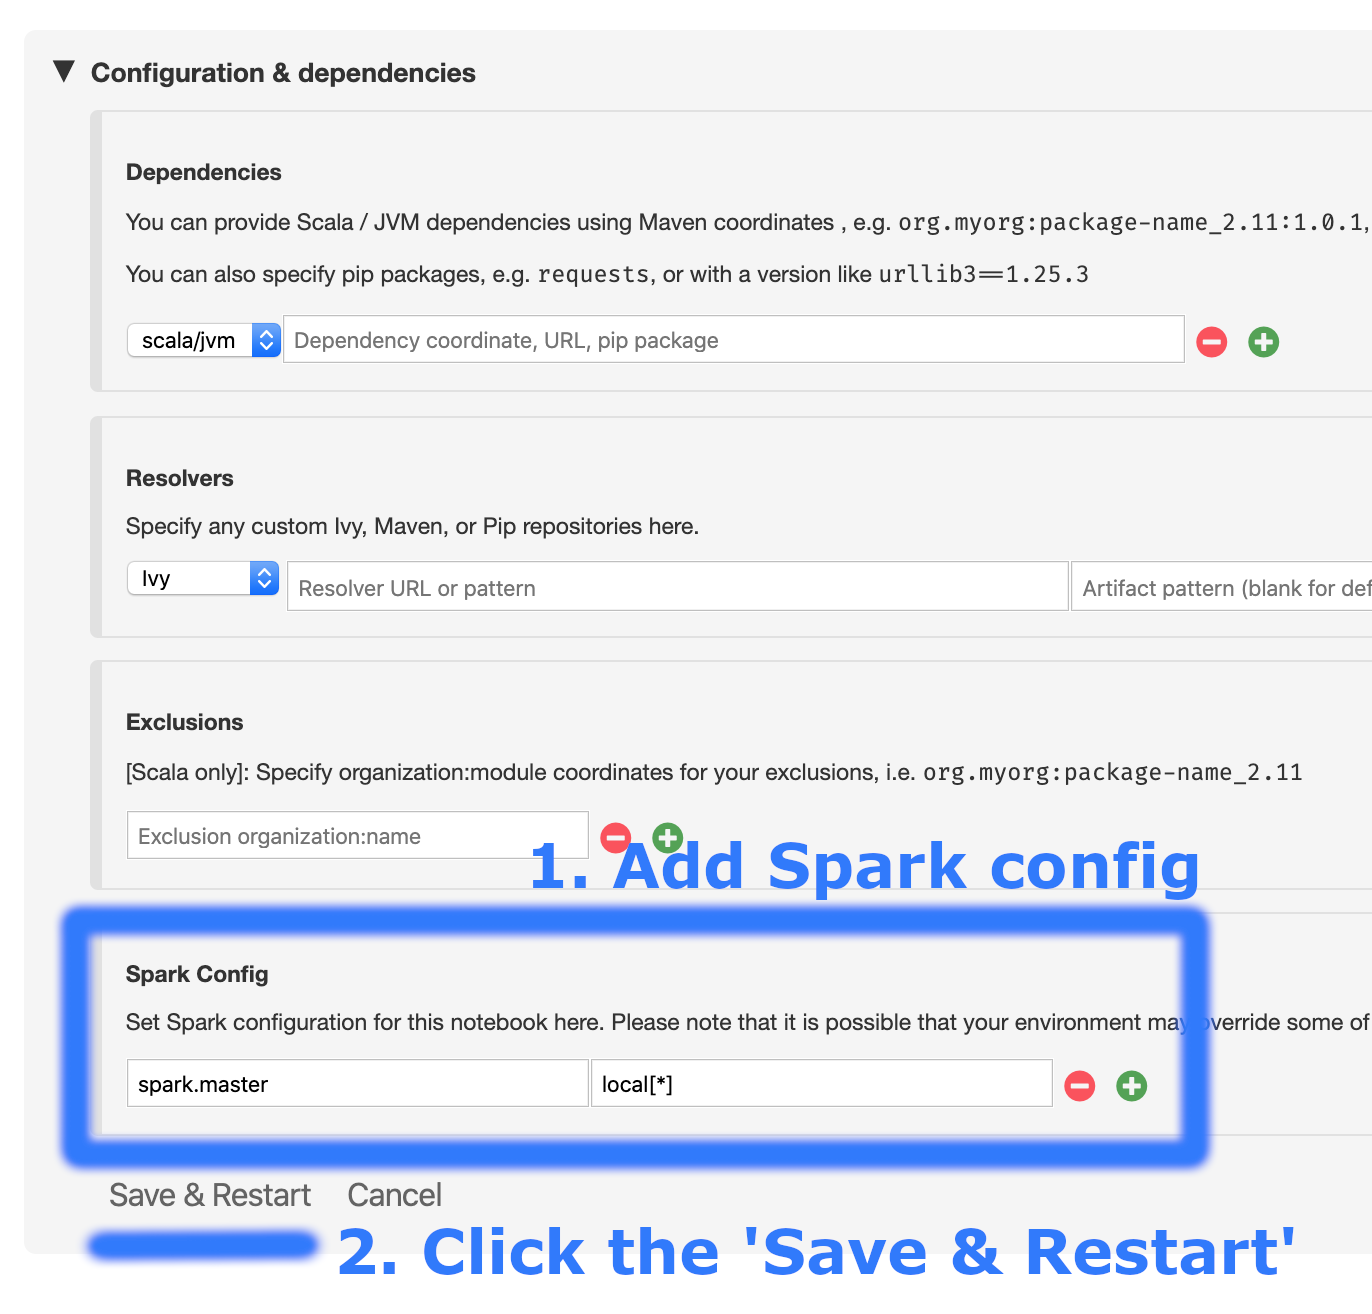 Configuration & dependencies
Dependencies
You can provide Scala / JVM dependencies using Maven coordinates , e.g. org.myorg:package-name_2.11:1.0.1,
You can also specify pip packages, e.g. requests, or with a version like urllib3==1.25.3
scala/jvm Dependency coordinate, URL, pip package
Resolvers
Specify any custom Ivy, Maven, or Pip repositories here.
Ivy Resolver URL or pattern Artifact pattern (blank for def
Exclusions
[Scala only]: Specify organization:module coordinates for your exclusions, i.e. org.myorg:package-name_2.11
Exclusion organization:name
1. Add Spark config
Spark Config
Set Spark configuration for this notebook here. Please note that it is possible that your environment may override some of
spark.master local[*]
Save & Restart Cancel
2. Click the 'Save & Restart'